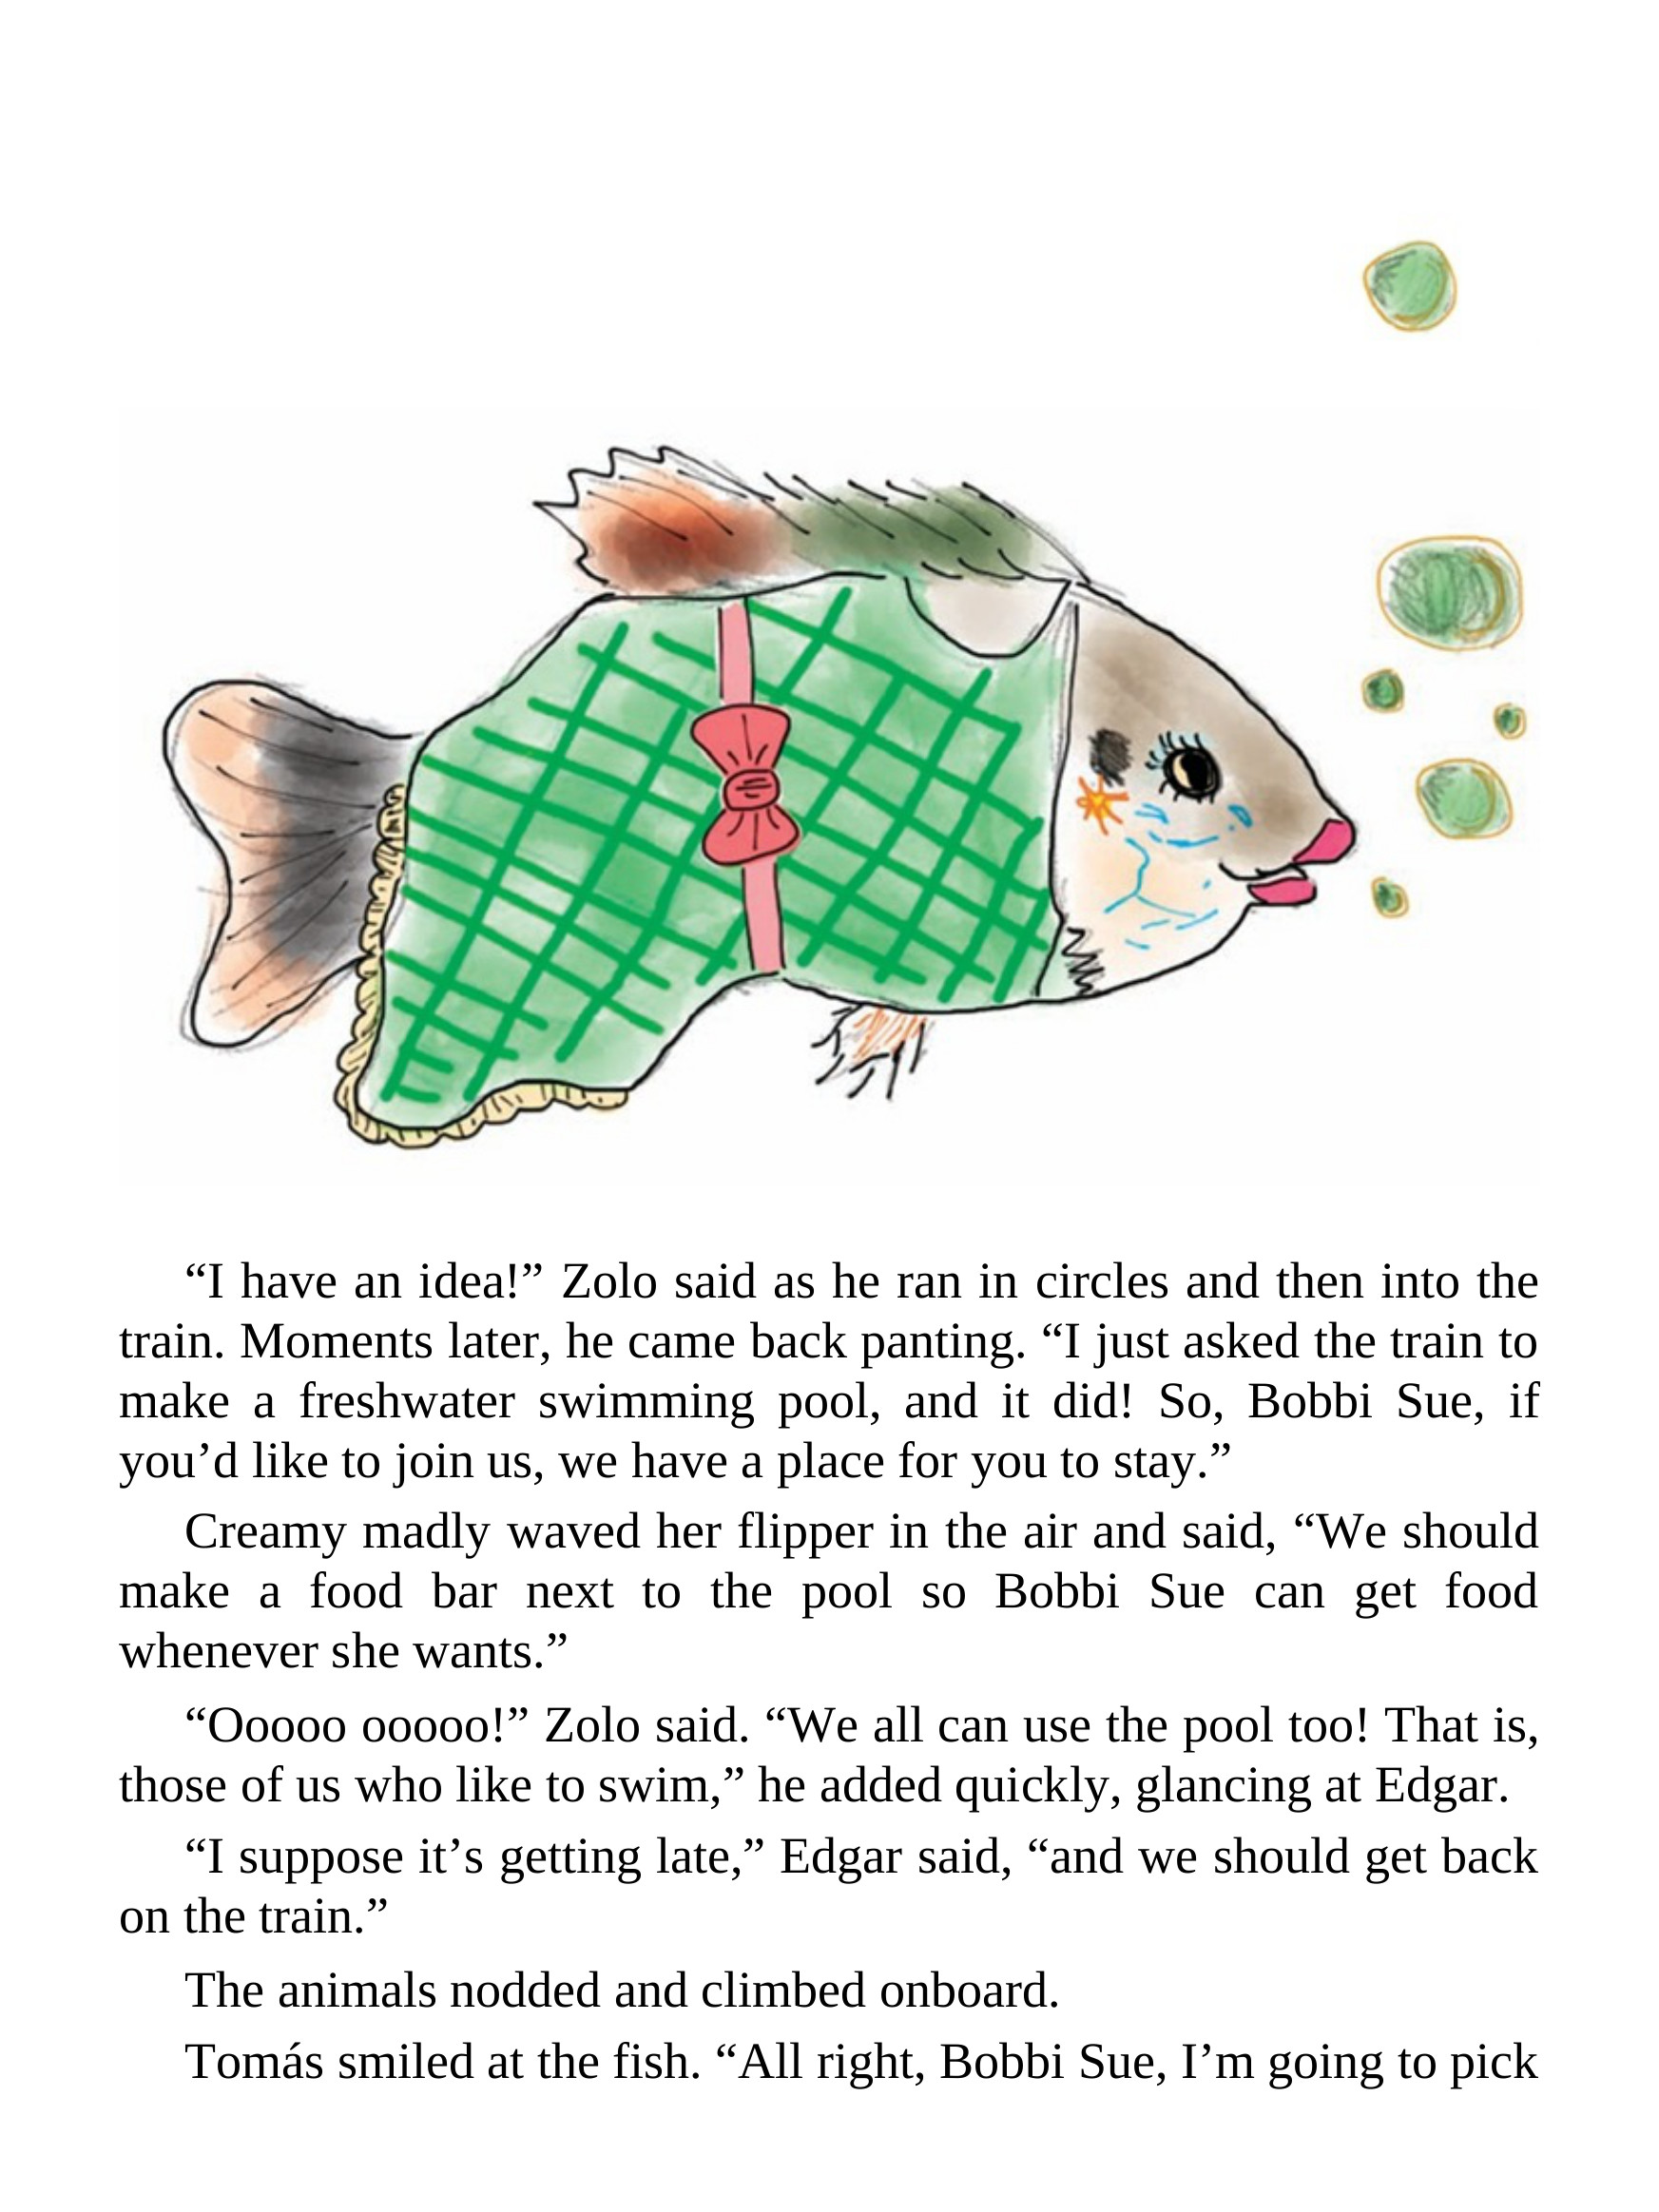 “I have an idea!” Zolo said as he ran in circles and then into the
train. Moments later, he came back panting. “I just asked the train to
make a freshwater swimming pool, and it did! So, Bobbi Sue, if
you’d like to join us, we have a place for you to stay.”
Creamy madly waved her flipper in the air and said, “We should
make a food bar next to the pool so Bobbi Sue can get food
whenever she wants.”
“Ooooo ooooo!” Zolo said. “We all can use the pool too! That is,
those of us who like to swim,” he added quickly, glancing at Edgar.
“I suppose it’s getting late,” Edgar said, “and we should get back
on the train.”
The animals nodded and climbed onboard.
Tomás smiled at the fish. “All right, Bobbi Sue, I’m going to pick